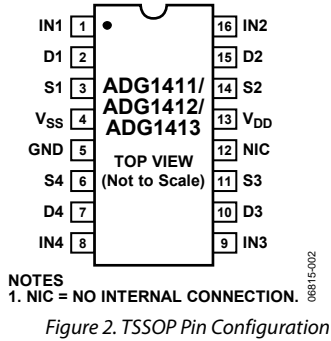 IN1 1 16 IN2
D1 2 15 D2
S1 3 ADG1411/ 14 S2
ADG1412/
VSS 4 ADG1413 13 VDD
GND 5 TOP VIEW 12 NIC
S4 6 (Not to Scale) 11 S3
D4 7 10 D3
IN4 8 9 IN3
06815-002
NOTES
1. NIC = NO INTERNAL CONNECTION.
Figure 2. TSSOP Pin Configuration